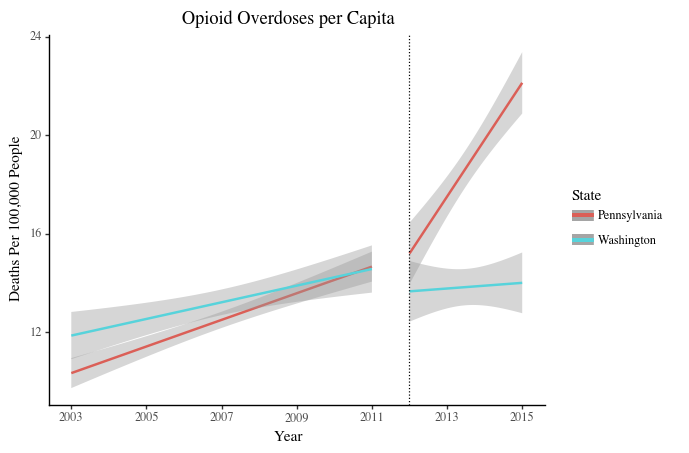 Opioid Overdoses per Capita
Deaths Per 100,000 People
24
20
16
12
2003 2005 2007 2009 2011 2013 2015
Year
State
Pennsylvania
Washington